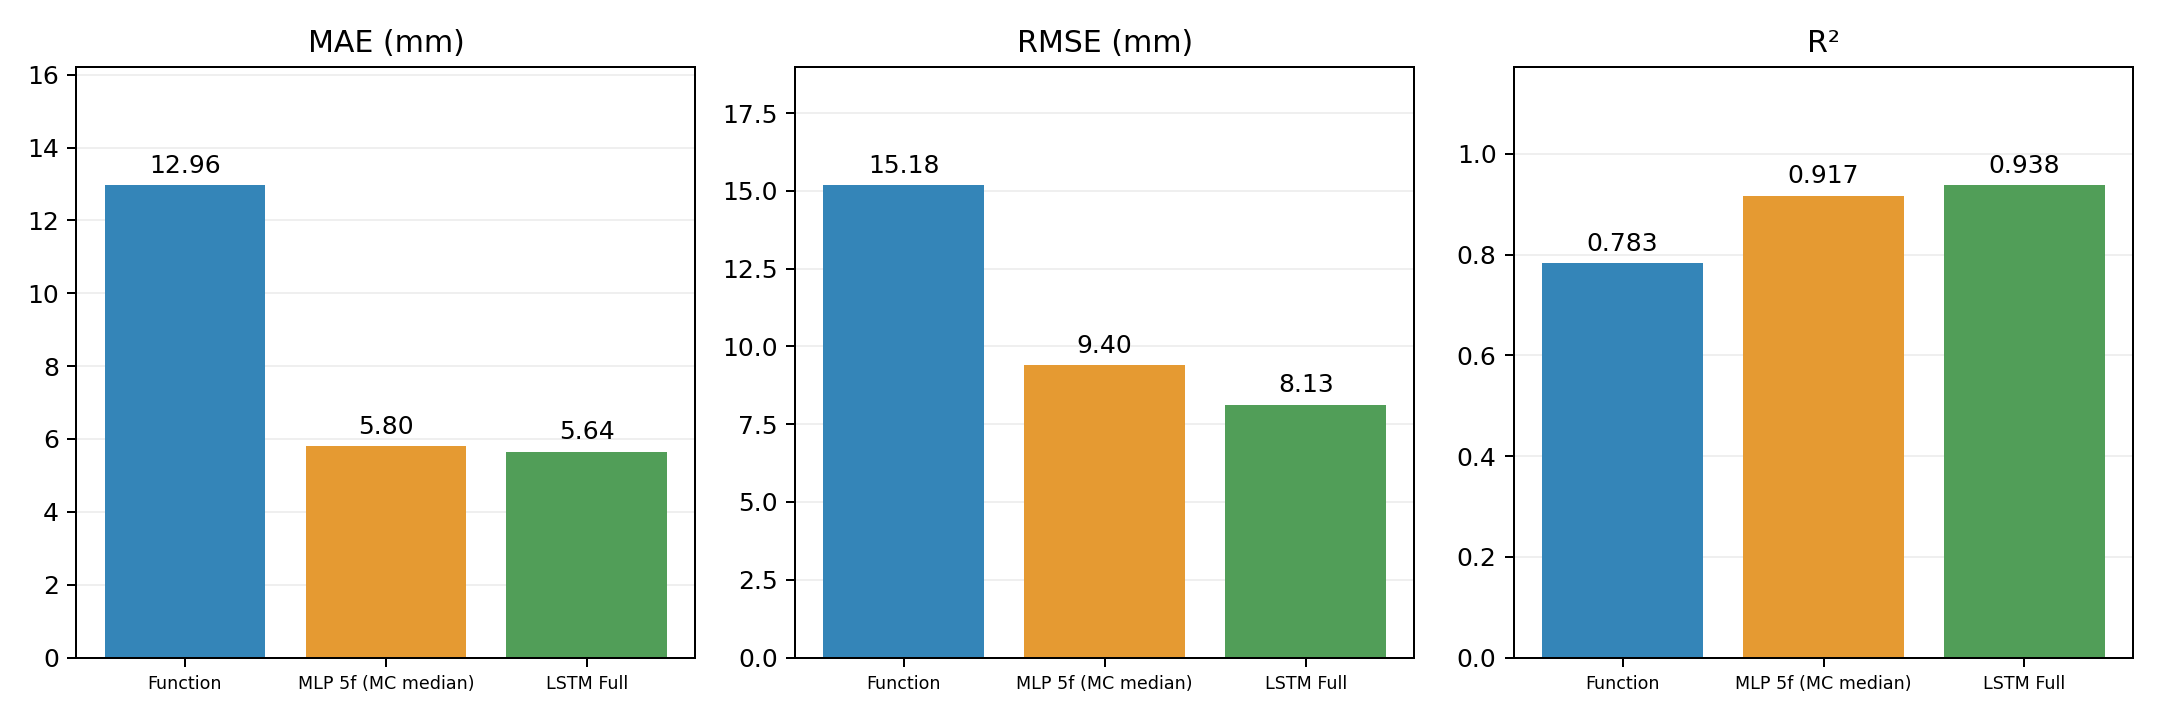 MAE (mm)
16
14
12
10
8
6
4
2
0
12.96
5.80
5.64
Function
MLP 5f (MC median)
LSTM Full
RMSE (mm)
17.5
15.0
12.5
10.0
7.5
5.0
2.5
0.0
15.18
9.40
8.13
Function
MLP 5f (MC median)
LSTM Full
R²
1.0
0.8
0.6
0.4
0.2
0.0
0.783
0.917
0.938
Function
MLP 5f (MC median)
LSTM Full